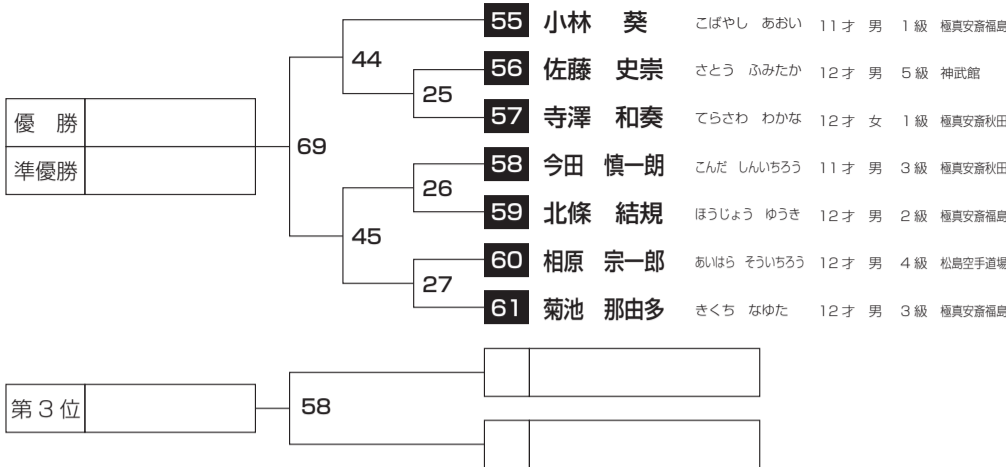 55 小林 葵 こばやし あおい 11才 男 1級 極真安斎福島
44
56 佐藤 史崇 さとう ふみたか 12才 男 5級 神武館
25
57 寺澤 和奏 てらさわ わかな 12才 女 1級 極真安斎秋田
優 勝
69
準優勝
58 今田 慎一朗 こんだ しんいちろう 11才 男 3級 極真安斎秋田
26
59 北條 結規 ほうじょう ゆうき 12才 男 2級 極真安斎福島
45
60 相原 宗一郎 あいはら そういちろう 12才 男 4級 松島空手道場
27
61 菊池 那由多 きくち なゆた 12才 男 3級 極真安斎福島
第3位
58